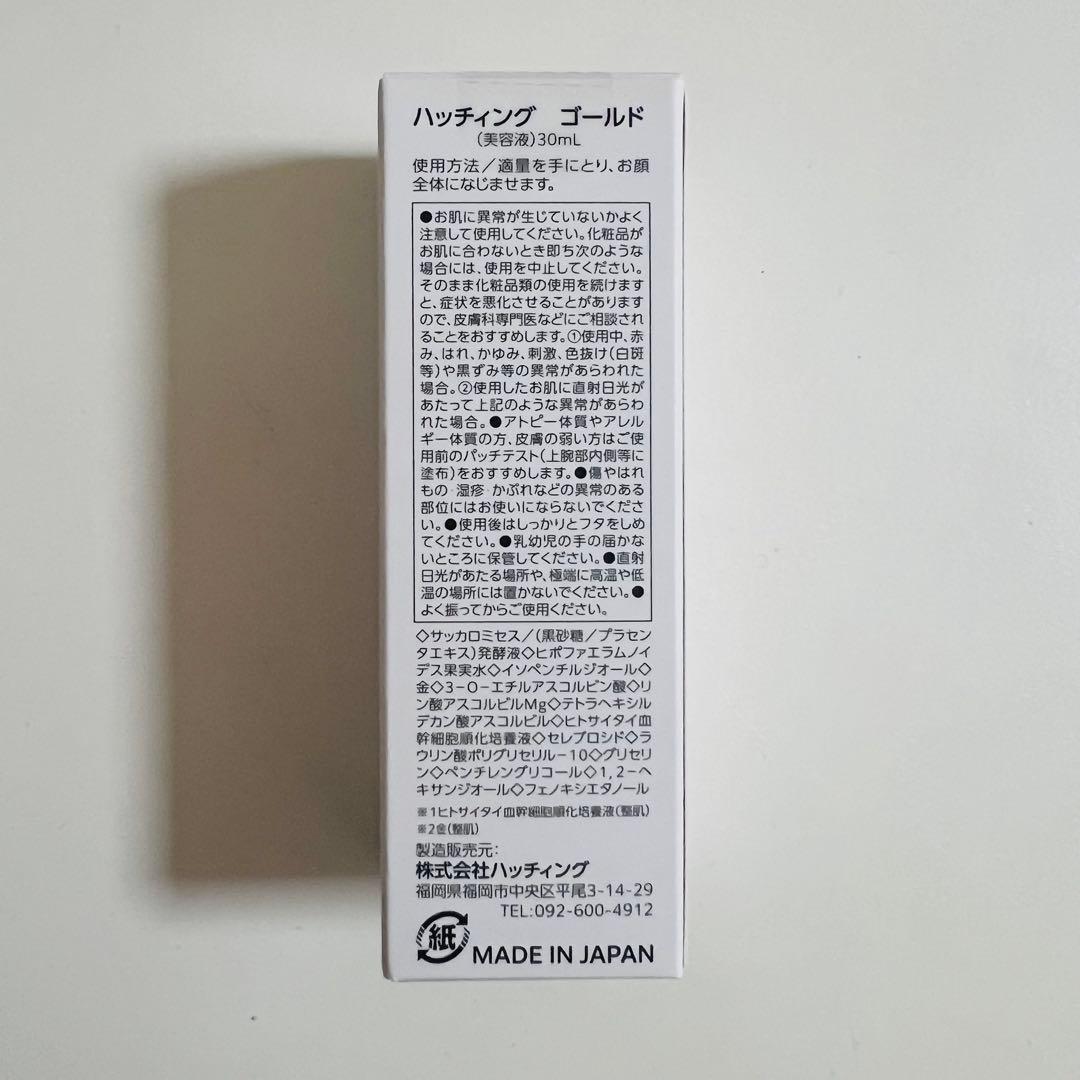 ハッチィング　ゴールド
(美容液)30mL
使用方法／適量を手にとり、お顔
全体になじませます。
●お肌に異常が生じていないかよく
注意して使用してください。化粧品が
お肌に合わないとき即ち次のような
場合には、使用を中止してください。
そのまま化粧品類の使用を続けます
と、症状を悪化させることがあります
ので、皮膚科専門医などにご相談され
ることをおすすめします。①使用中、赤
み、はれ、かゆみ、刺激、色抜け(白斑
等)や黒ずみ等の異常があらわれた
場合。②使用したお肌に直射日光が
あたって上記のような異常があらわ
れた場合。●アトピー体質やアレル
ギー体質の方、皮膚の弱い方はご使
用前のパッチテスト(上腕部内側等に
塗布)をおすすめします。●傷やはれ
もの・湿疹・かぶれなどの異常のある
部位にはお使いにならないでくださ
い。●使用後はしっかりとフタをしめ
てください。●乳幼児の手の届かな
いところに保管してください。●直射
日光があたる場所や、極端に高温や低
温の場所には置かないでください。●
よく振ってからご使用ください。
◇サッカロミセス／(黒砂糖／プラセン
タエキス)発酵液◇ヒポファエラムノイ
デス果実水◇イソペンチルジオール◇
金◇3－O－エチルアスコルビン酸◇リ
ン酸アスコルビルMg◇テトラヘキシル
デカン酸アスコルビル◇ヒトサイタイ血
幹細胞順化培養液◇セレブロシド◇ラ
ウリン酸ポリグリセリル－10◇グリセリ
ン◇ペンチレングリコール◇1,2－ヘ
キサンジオール◇フェノキシエタノール
※1ヒトサイタイ血幹細胞順化培養液(整肌)
※2金(整肌)
製造販売元:
株式会社ハッチィング
福岡県福岡市中央区平尾3-14-29
TEL:092-600-4912
紙
MADE IN JAPAN